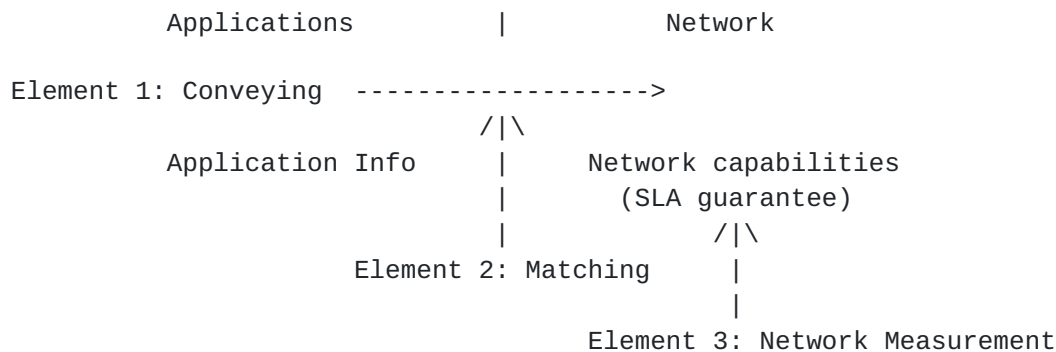 Applications | Network
Element 1: Conveying ------------------->
/|\
Application Info | Network capabilities
| (SLA guarantee)
| /|\
Element 2: Matching |
|
Element 3: Network Measurement